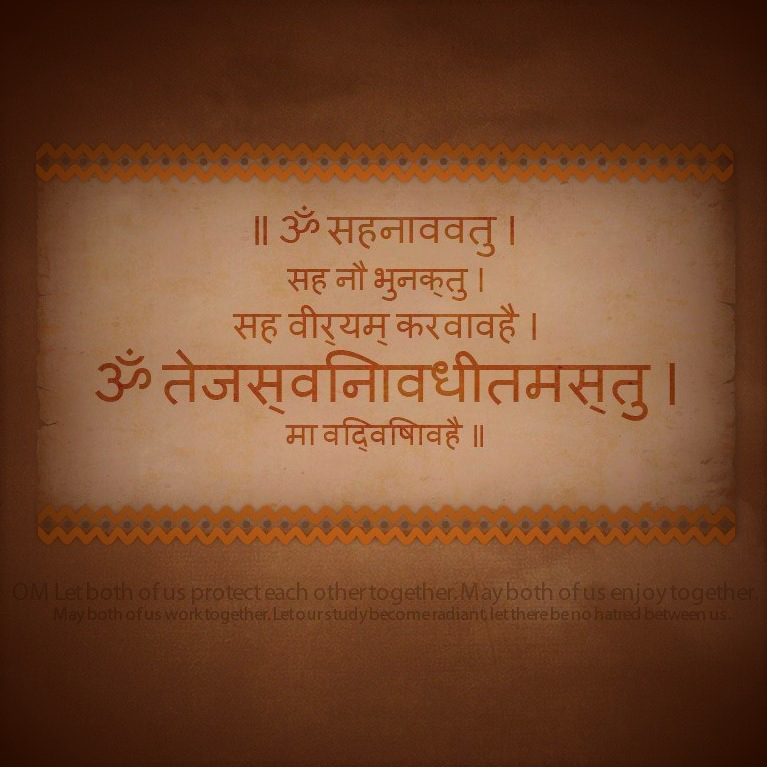 ॥ ॐ सहनाववतु ।
सह नौ भुनक्‌तु ।
सह वीर्‌यम् करवावहै ।
ॐ तेजस्‌वनिावधीतमस्‌तु ।
मा वद्‌विषिावहै ॥
OM Let both of us protect each other together. May both of us enjoy together.
May both of us work together. Let our study become radiant, let there be no hatred between us.